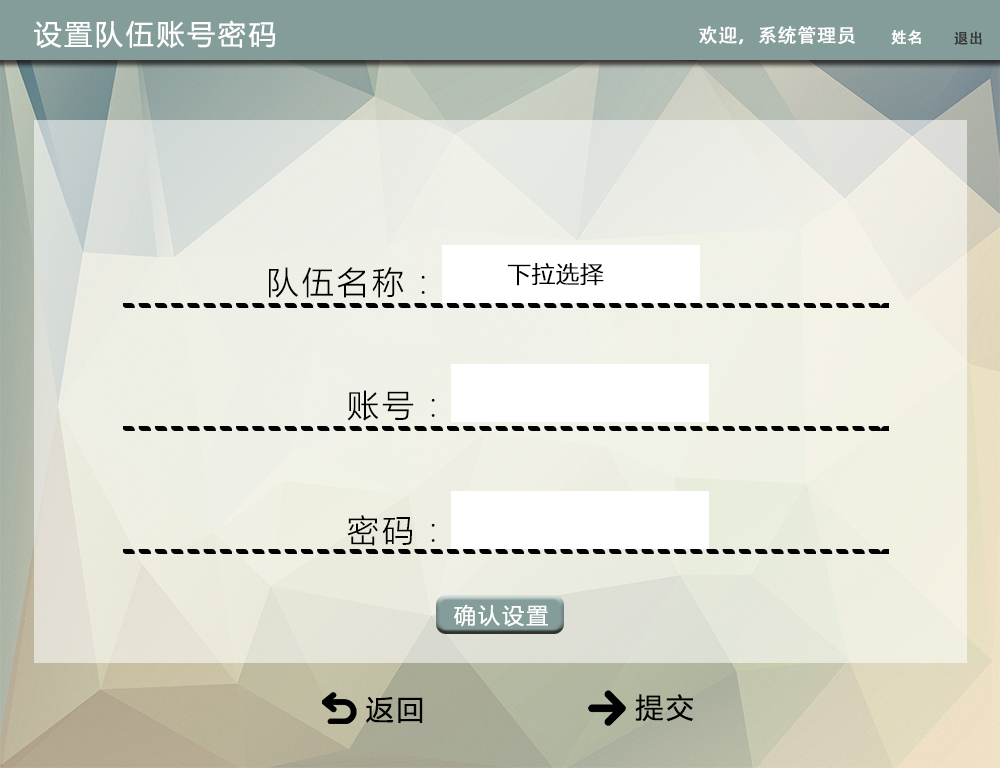 设置队伍账号密码
欢迎，系统管理员 姓名 退出
队伍名称： 下拉选择
账号：
密码：
确认设置
返回 提交